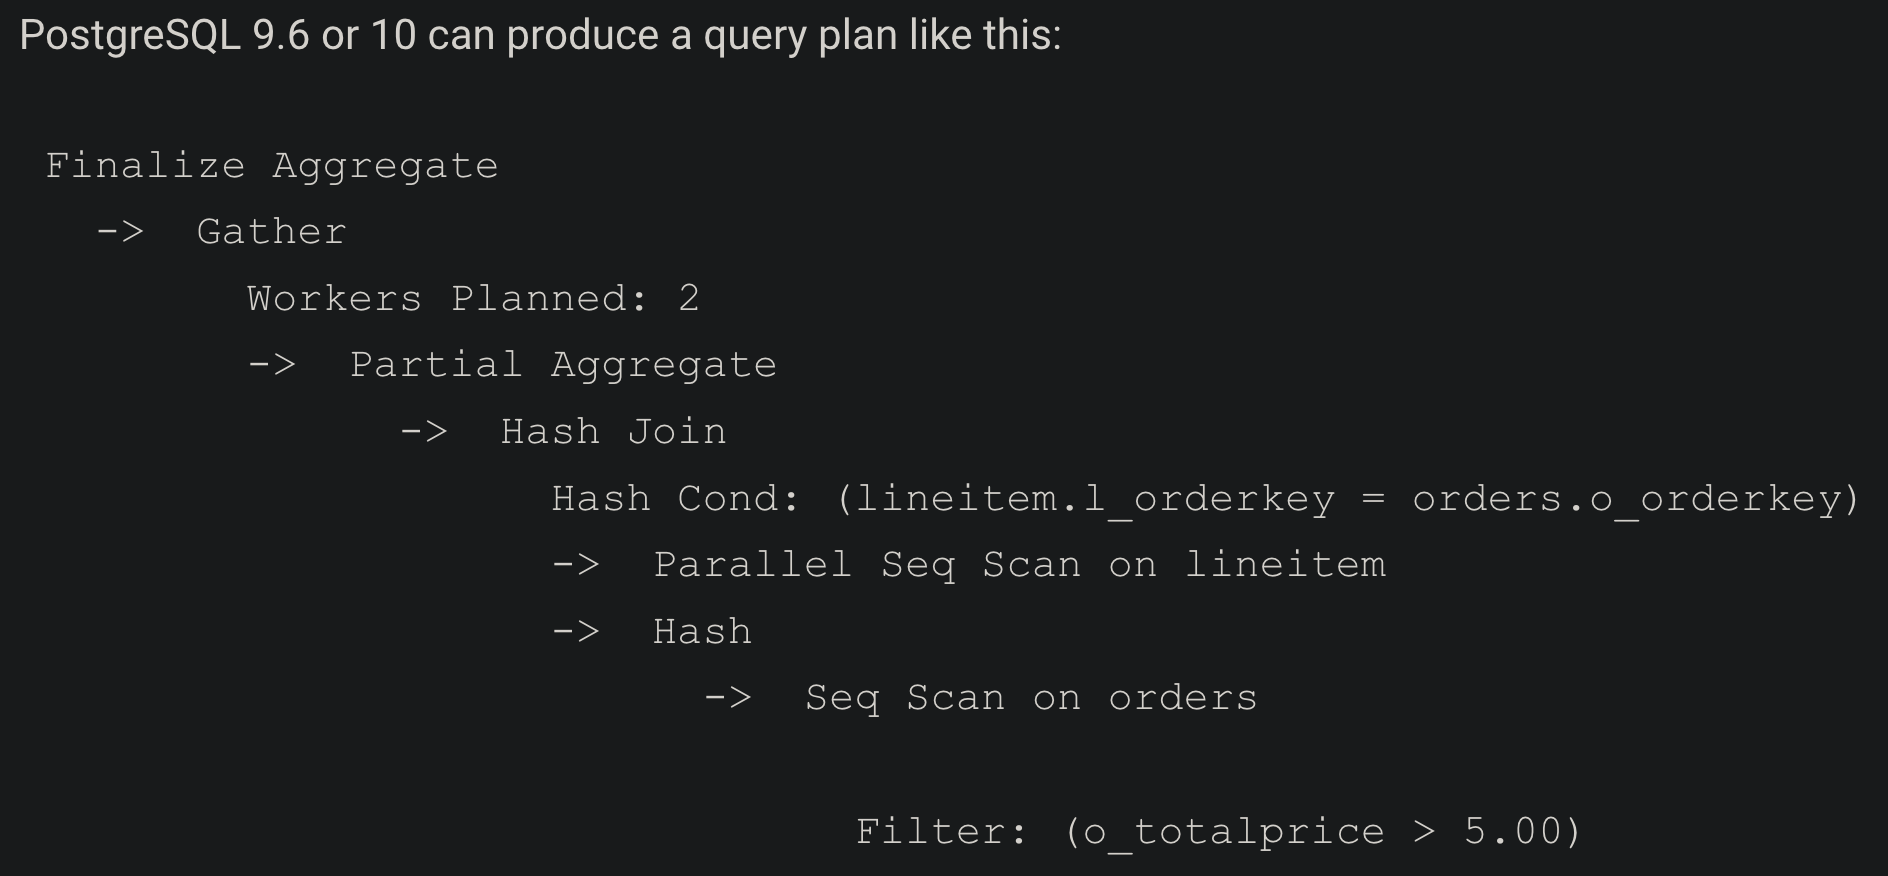 PostgreSQL 9.6 or 10 can produce a query plan like this:
Finalize Aggregate
->  Gather
Workers Planned: 2
->  Partial Aggregate
->  Hash Join
Hash Cond: (lineitem.l_orderkey = orders.o_orderkey)
->  Parallel Seq Scan on lineitem
->  Hash
->  Seq Scan on orders
Filter: (o_totalprice > 5.00)